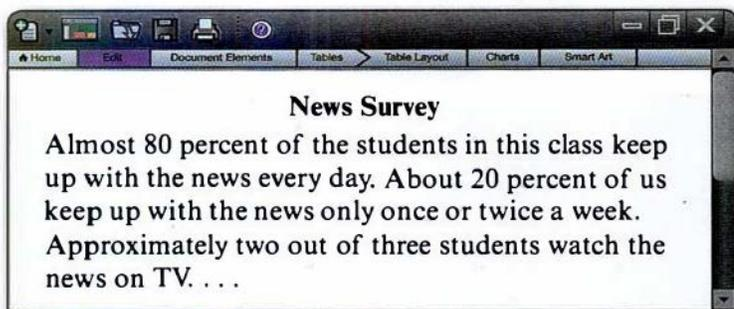 Home Edit Document Elements Tables Table Layout Charts Smart Art
News Survey
Almost 80 percent of the students in this class keep
up with the news every day. About 20 percent of us
keep up with the news only once or twice a week.
Approximately two out of three students watch the
news on TV. . . .